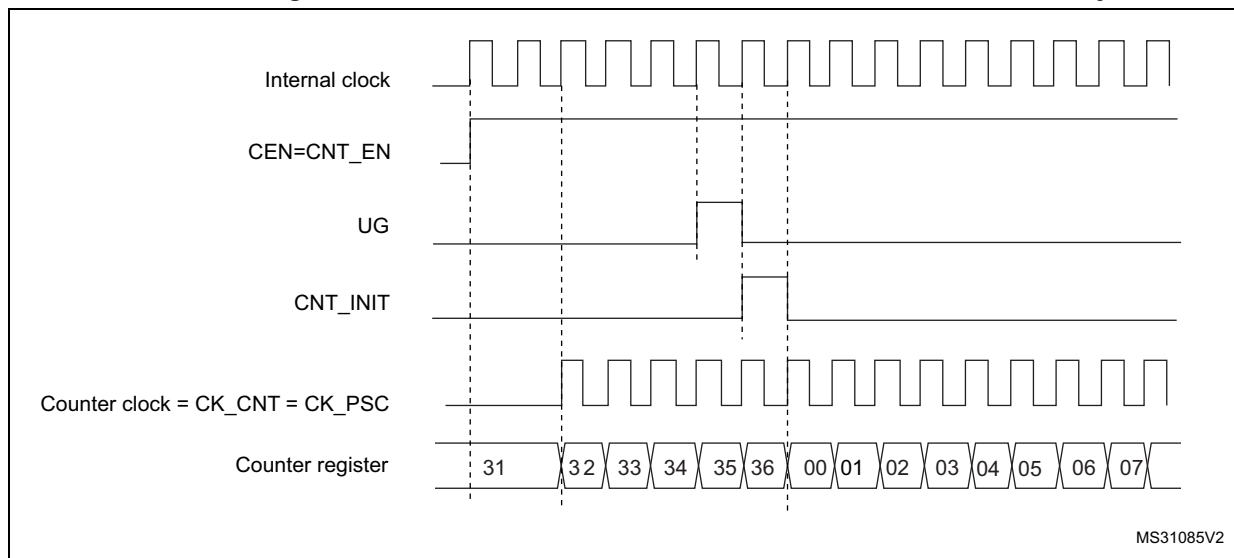 Internal clock
CEN=CNT_EN
UG
CNT_INIT
Counter clock = CK_CNT = CK_PSC
Counter register 31 32 33 34 35 36 00 01 02 03 04 05 06 07
MS31085V2